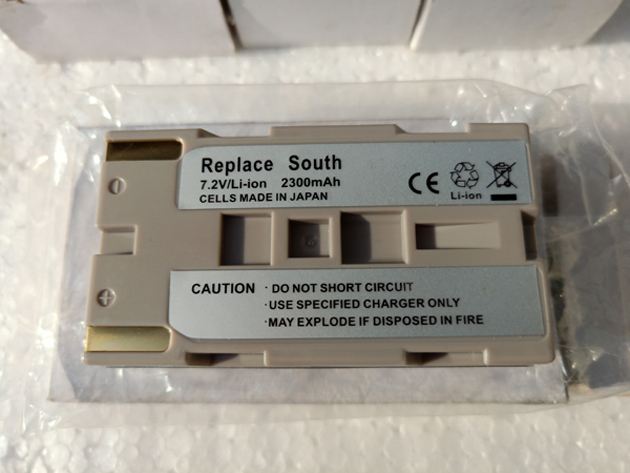 Replace South
7.2V/Li-ion 2300mAh
CELLS MADE IN JAPAN
CE
Li-ion
CAUTION · DO NOT SHORT CIRCUIT
·USE SPECIFIED CHARGER ONLY
·MAY EXPLODE IF DISPOSED IN FIRE